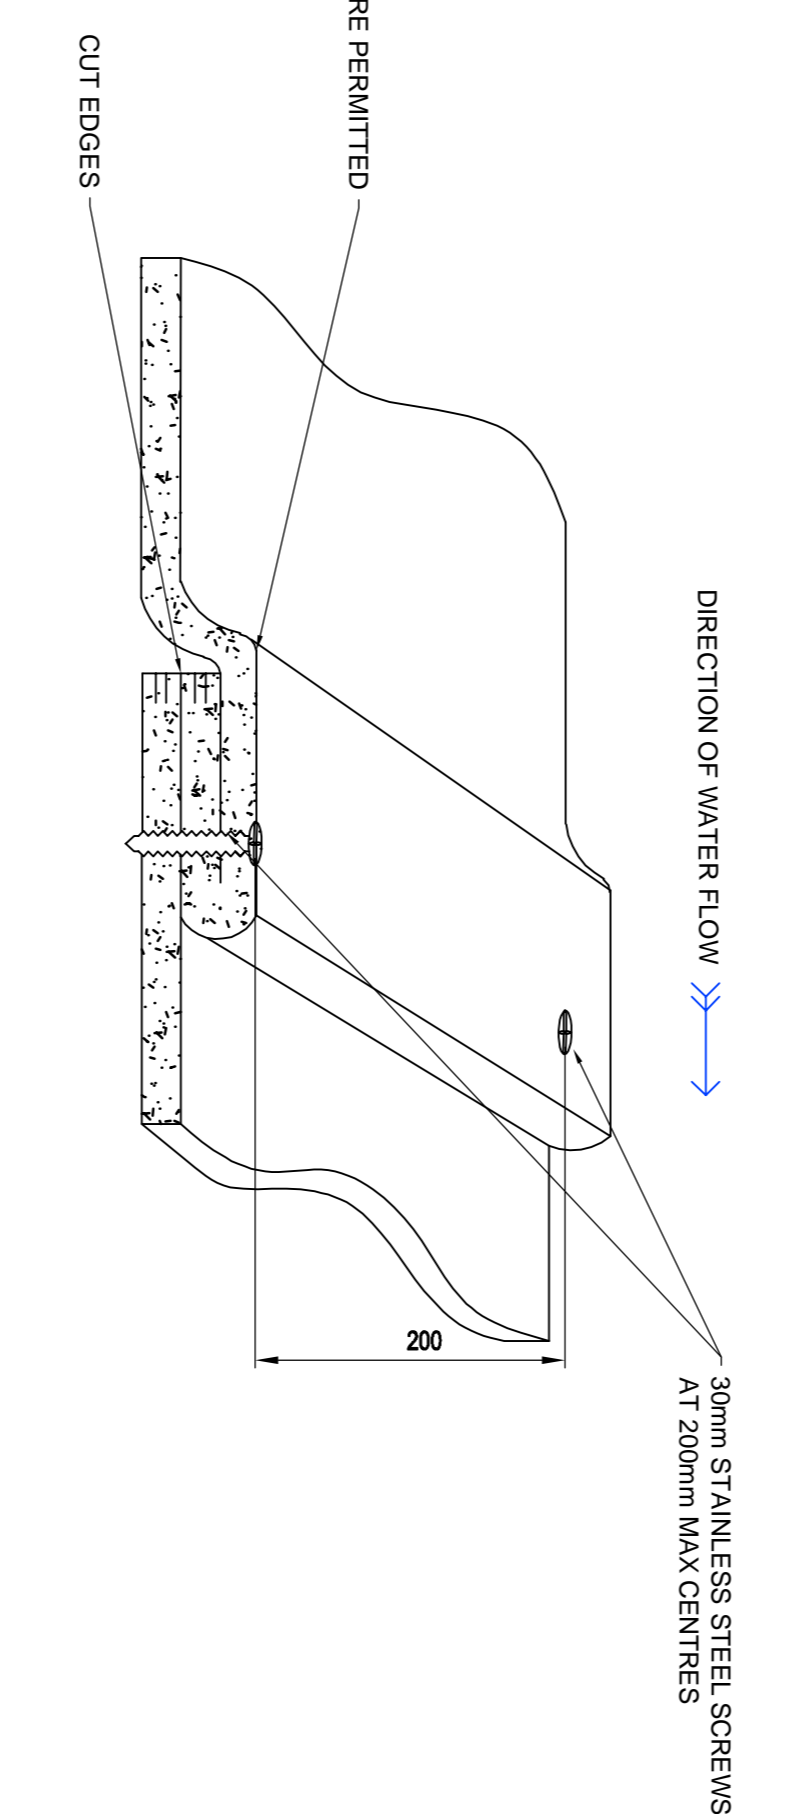 DIRECTION OF WATER FLOW
30mm STAINLESS STEEL SCREWS
AT 200mm MAX CENTRES
RE PERMITTED
CUT EDGES
200